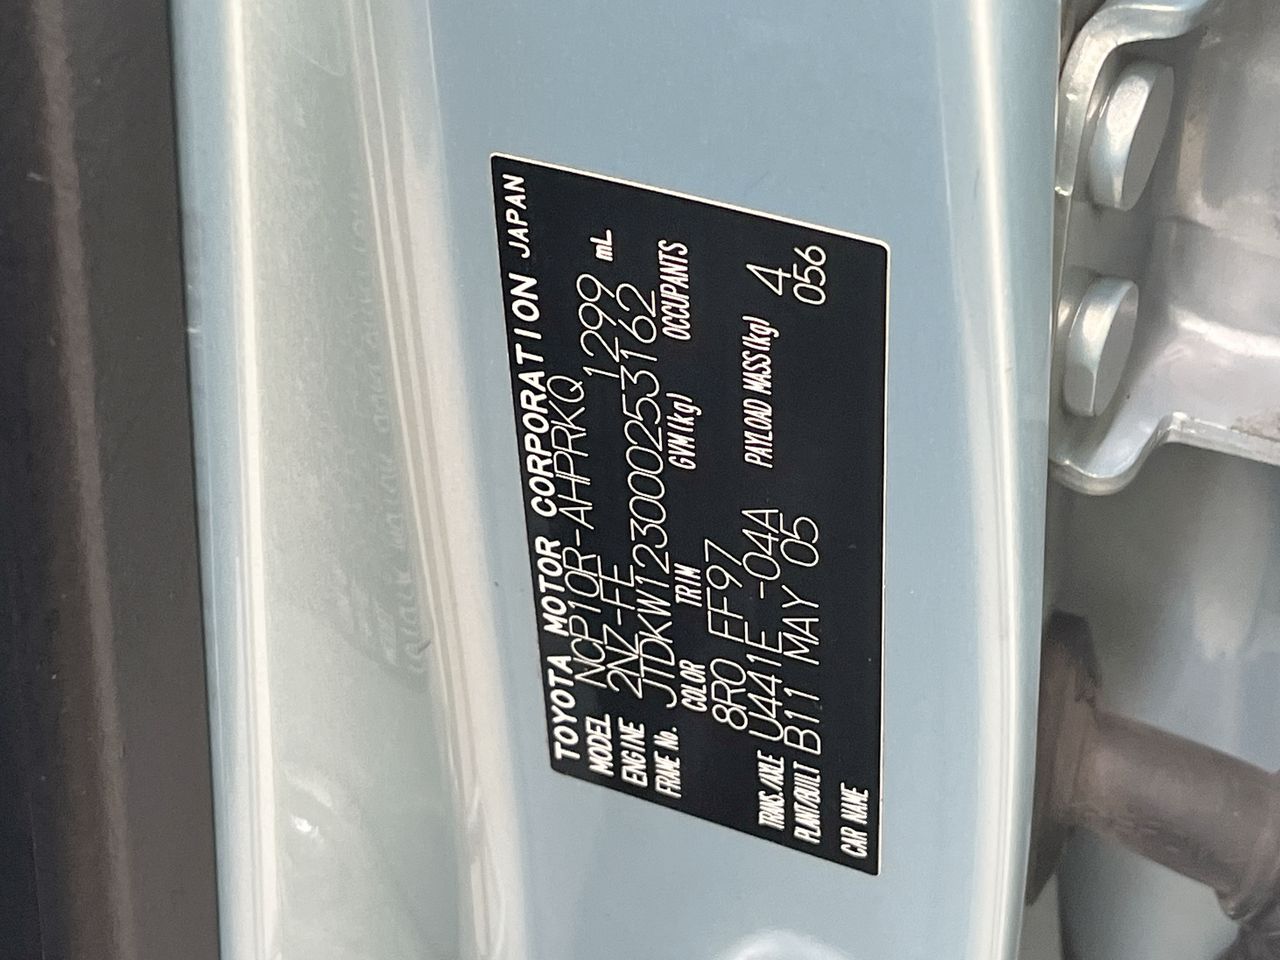 TOYOTA MOTOR CORPORATION JAPAN
MODEL NCP10R-AHPRKQ
ENGINE 2NZ-FE 1299 mL
FRAME No. JTDKW123000253162
COLOR TRIM GVM(kg) OCCUPANTS
8R0 FF97
TRANS./AXLE U441E -04A PAYLOAD MASS(kg) 4
PLANT/BUILT B11 MAY 05 056
CAR NAME